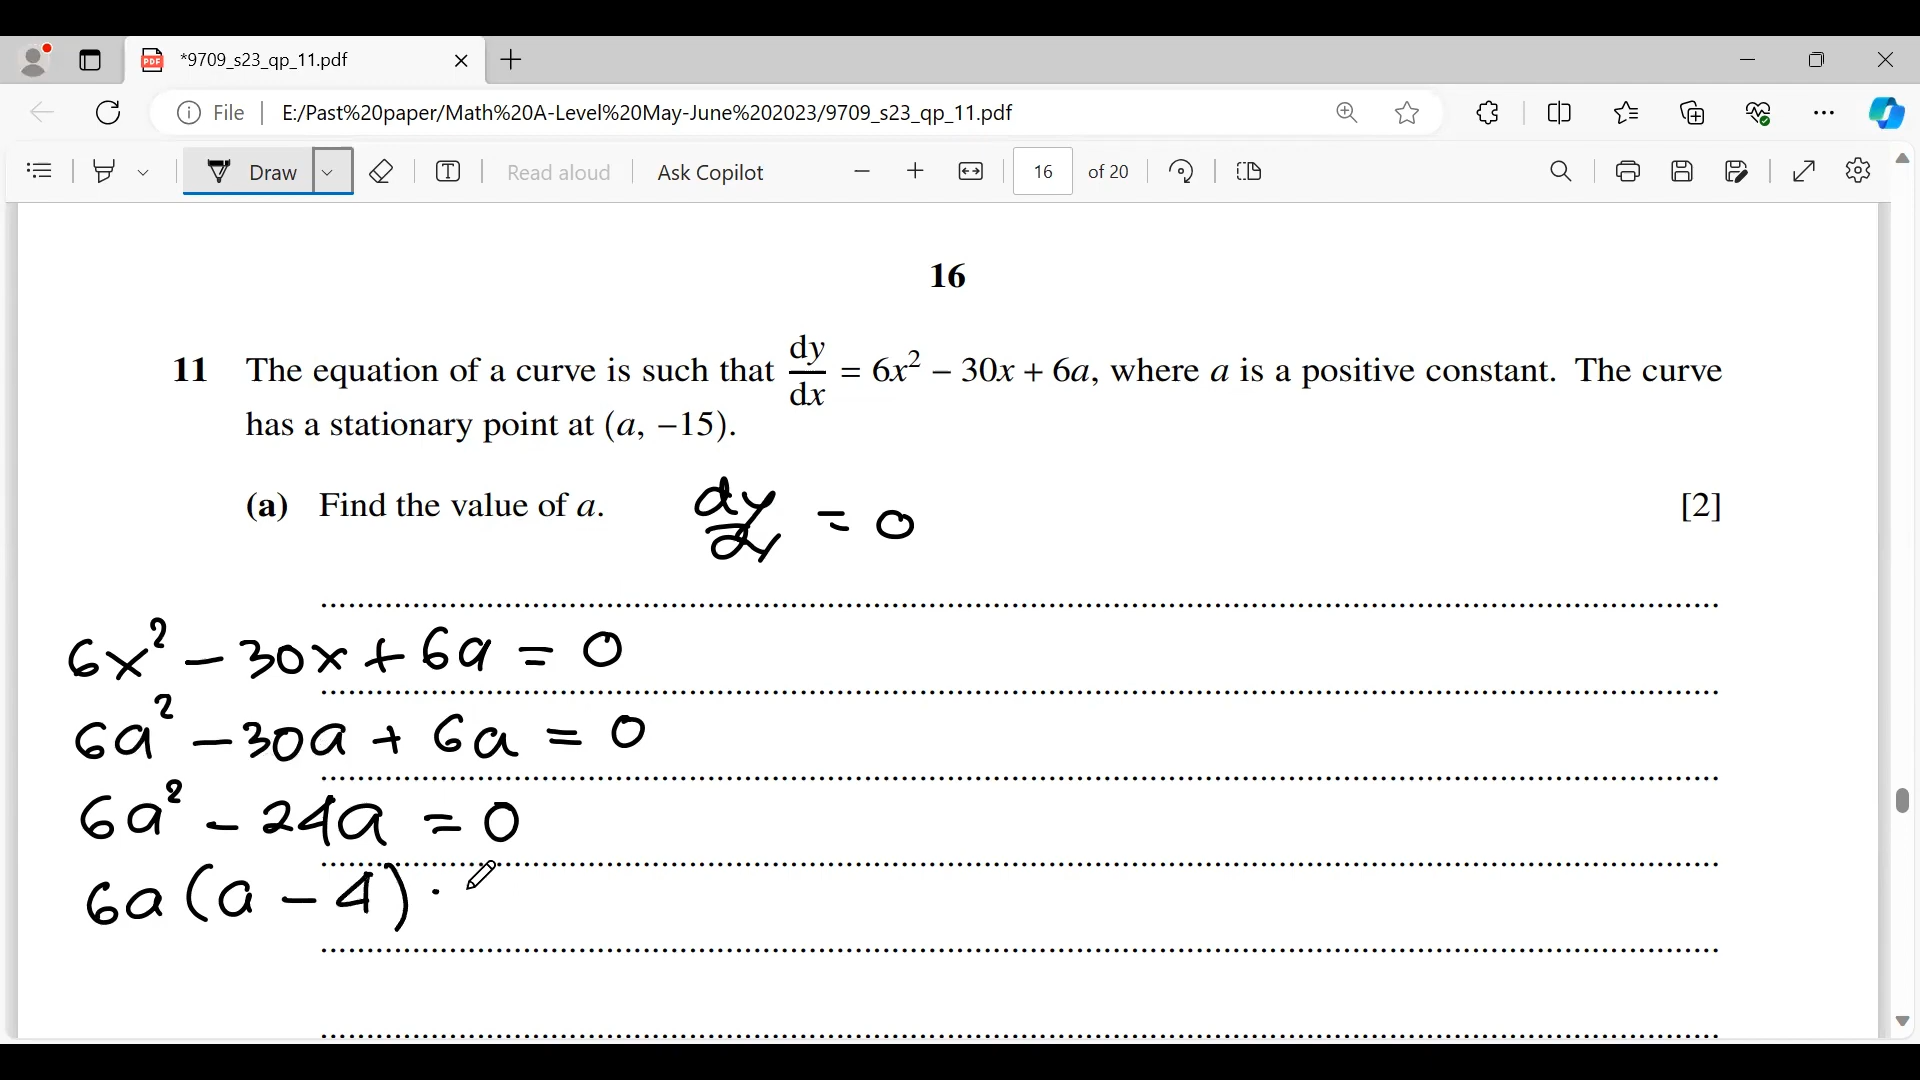 *9709_s23_qp_11.pdf
File E:/Past%20paper/Math%20A-Level%20May-June%202023/9709_s23_qp_11.pdf
Draw Read aloud Ask Copilot 16 of 20
16
11 The equation of a curve is such that dy/dx = 6x² − 30x + 6a, where a is a positive constant. The curve
has a stationary point at (a, −15).
(a) Find the value of a. dy/dx = 0 [2]
6x² − 30x + 6a = 0
6a² − 30a + 6a = 0
6a² − 24a = 0
6a(a − 4)